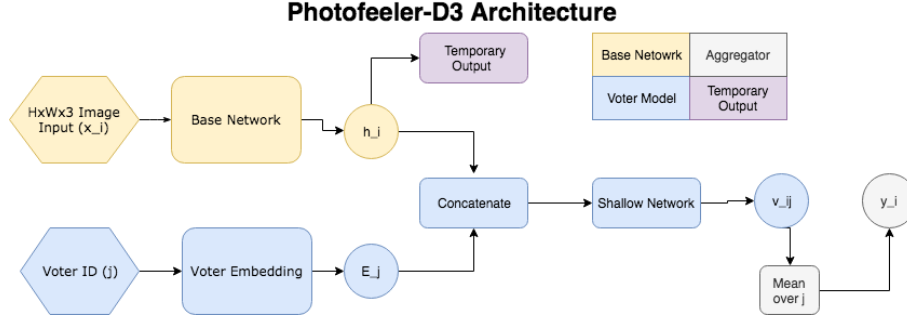 Photofeeler-D3 Architecture
Temporary
Output
Base Netowrk
Aggregator
Voter Model
Temporary
Output
HxWx3 Image
Input (x_i)
Base Network
h_i
Concatenate
Shallow Network
v_ij
y_i
Voter ID (j)
Voter Embedding
E_j
Mean
over j